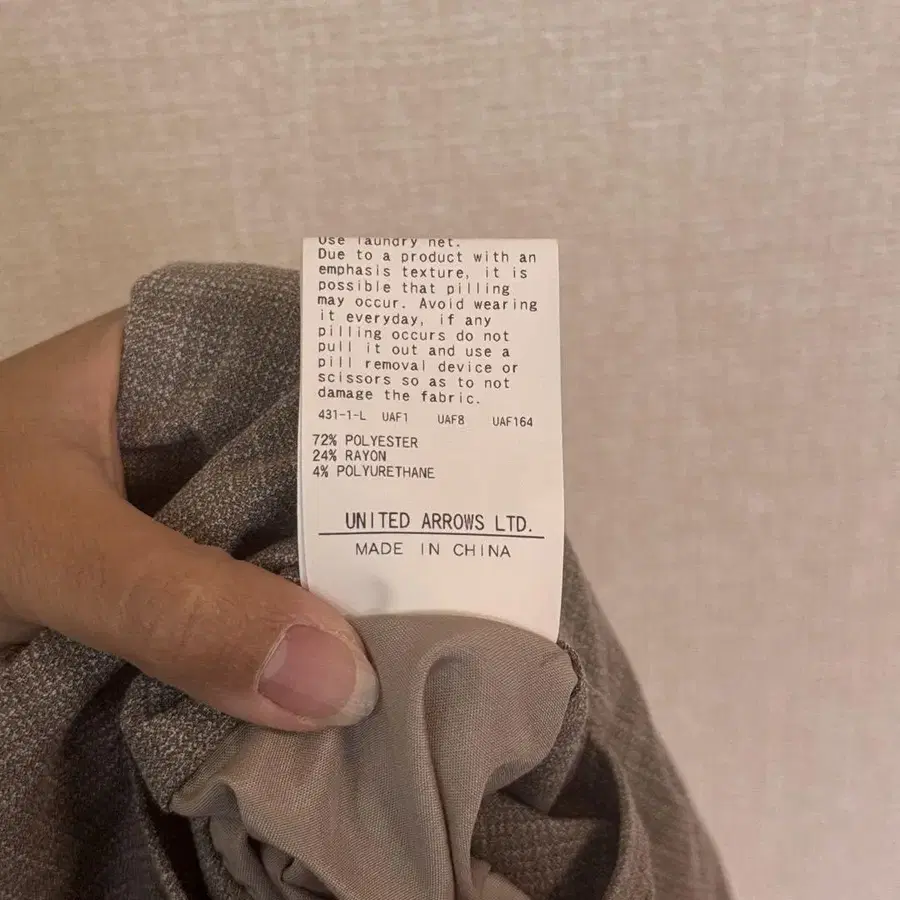 Use laundry net.
Due to a product with an
emphasis texture, it is
possible that pilling
may occur. Avoid wearing
it everyday, if any
pilling occurs do not
pull it out and use a
pill removal device or
scissors so as to not
damage the fabric.
431-1-L UAF1 UAF8 UAF164
72% POLYESTER
24% RAYON
4% POLYURETHANE
UNITED ARROWS LTD.
MADE IN CHINA